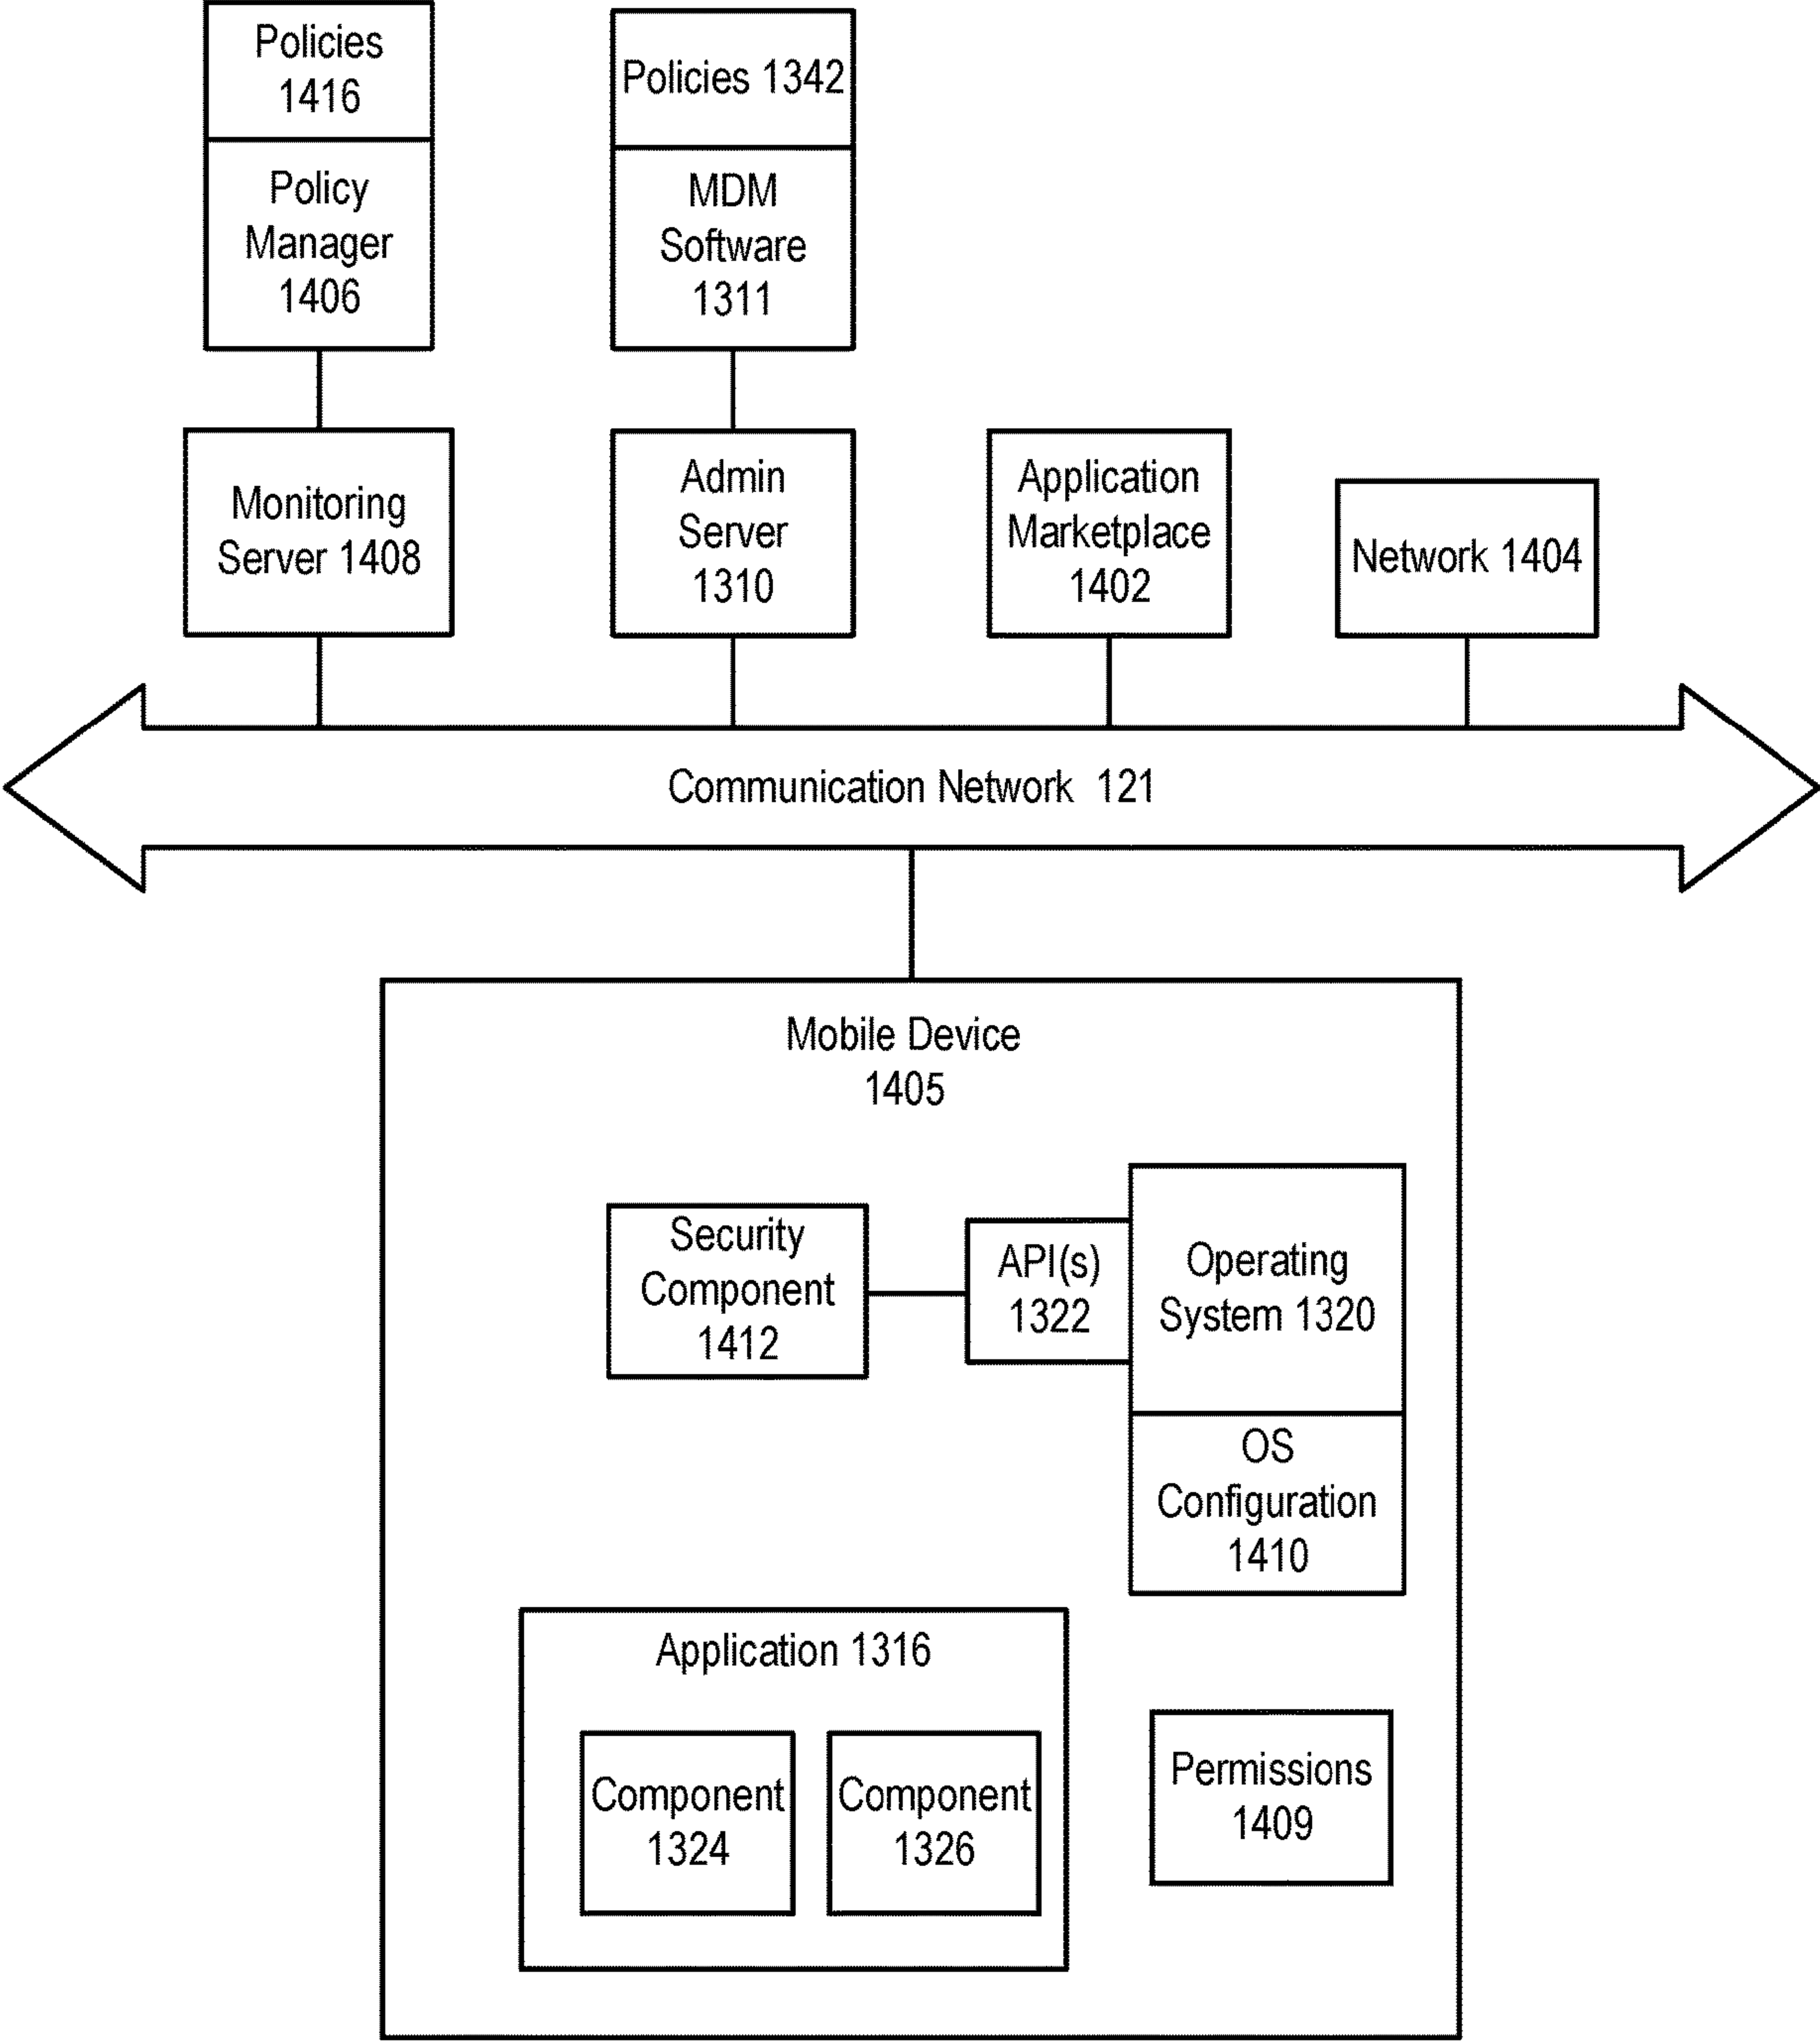 Policies
1416
Policy
Manager
1406
Policies 1342
MDM
Software
1311
Monitoring
Server 1408
Admin
Server
1310
Application
Marketplace
1402
Network 1404
Communication Network 121
Mobile Device
1405
Security
Component
1412
API(s)
1322
Operating
System 1320
OS
Configuration
1410
Application 1316
Component
1324
Component
1326
Permissions
1409